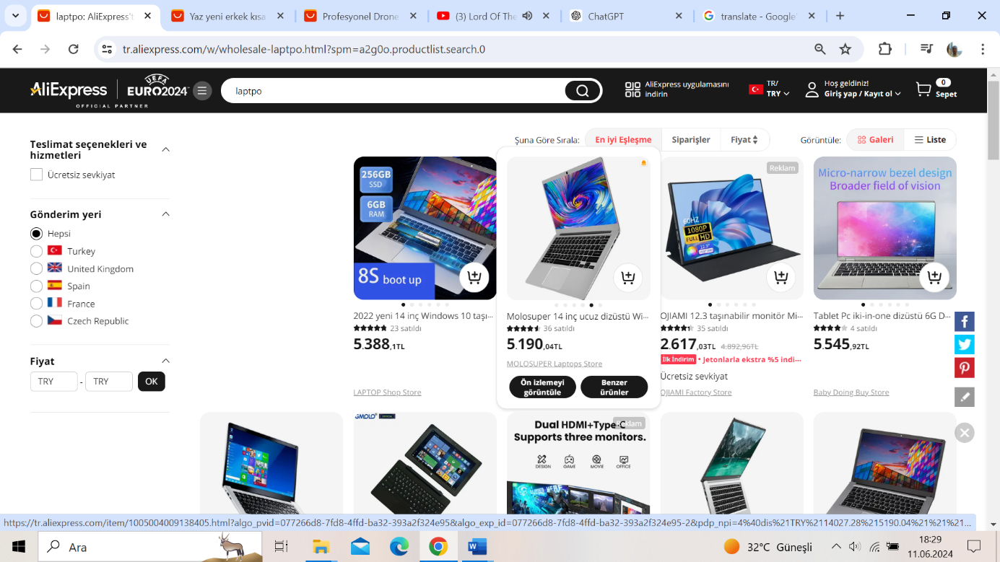 laptpo: AliExpress't
Yaz yeni erkek kısa
Profesyonel Drone
(3) Lord Of The
ChatGPT
translate - Google'
tr.aliexpress.com/w/wholesale-laptpo.html?spm=a2g0o.productlist.search.0
AliExpress
OFFICIAL PARTNER
UEFA
EURO2024
laptpo
AliExpress uygulamasını
indirin
TR/
TRY
Hoş geldiniz!
Giriş yap / Kayıt ol
0
Sepet
Teslimat seçenekleri ve
hizmetleri
Ücretsiz sevkiyat
Gönderim yeri
Hepsi
Turkey
United Kingdom
Spain
France
Czech Republic
Fiyat
TRY - TRY OK
Şuna Göre Sırala: En iyi Eşleşme Siparişler Fiyat
Görüntüle: Galeri Liste
256GB
SSD
6GB
RAM
8S boot up
2022 yeni 14 inç Windows 10 taşı...
23 satıldı
5.388,1TL
LAPTOP Shop Store
Molosuper 14 inç ucuz dizüstü Wi...
36 satıldı
5.190,04TL
MOLOSUPER Laptops Store
Ön izlemeyi
görüntüle
Benzer
ürünler
Reklam
60HZ
1080P
FULL HD
12.3"
OJIAMI 12.3 taşınabilir monitör Mi...
35 satıldı
2.617,03TL 4.892,96TL
İlk İndirim • Jetonlarla ekstra %5 indi...
Ücretsiz sevkiyat
OJIAMI Factory Store
Micro-narrow bezel design
Broader field of vision
Tablet Pc iki-in-one dizüstü 6G D...
4 satıldı
5.545,92TL
Baby Doing Buy Store
GMOLO
Reklam
Dual HDMI+Type-C
Supports three monitors.
DESIGN GAME MOVIE OFFICE
https://tr.aliexpress.com/item/1005004009138405.html?algo_pvid=077266d8-7fd8-4ffd-ba32-393a2f324e95&algo_exp_id=077266d8-7fd8-4ffd-ba32-393a2f324e95-2&pdp_npi=4%40dis%21TRY%2114027.28%215190.04%21%21%21...
Ara
32°C Güneşli
18:29
11.06.2024